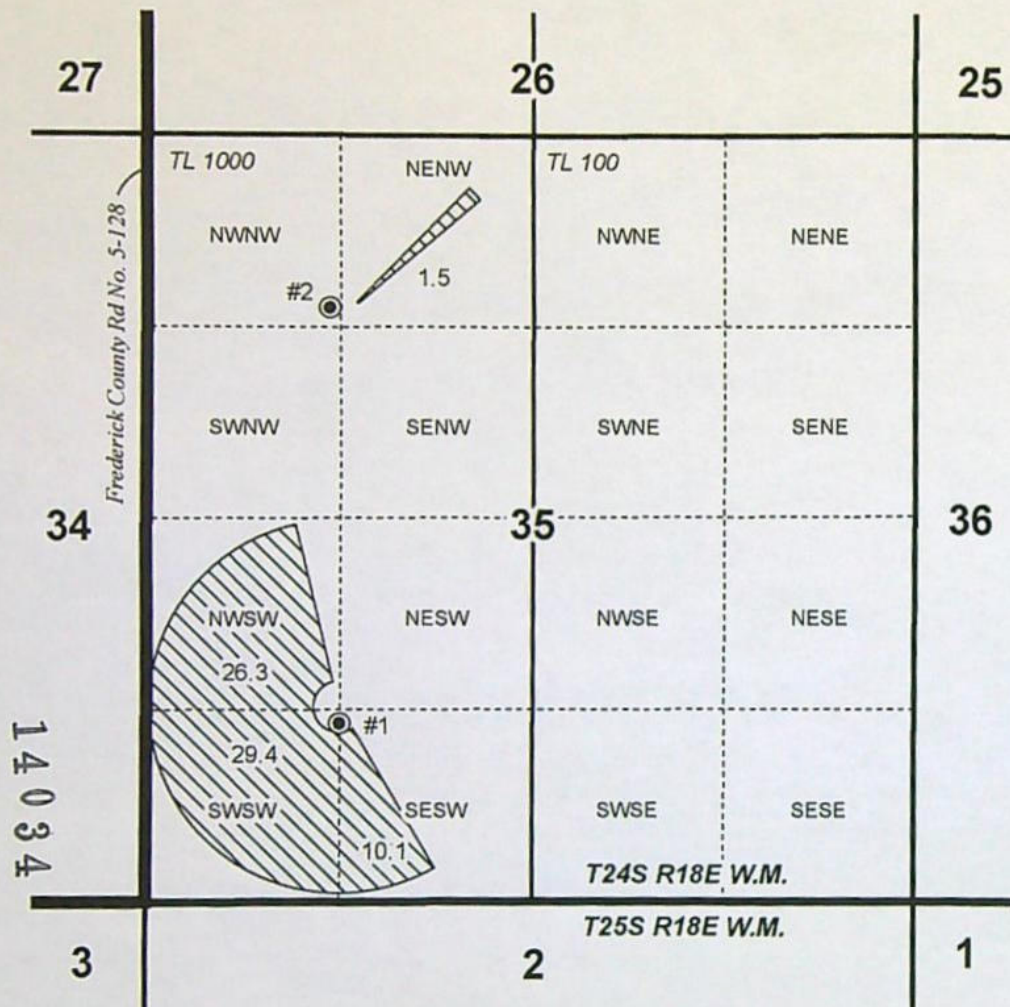 27 26 25
TL 1000 NENW TL 100
NWNW NWNE NENE
#2 1.5
Frederick County Rd No. 5-128
SWNW SENW SWNE SENE
34 35 36
NWSW NESW NWSE NESE
26.3
#1
29.4
SWSW SESW SWSE SESE
10.1
T24S R18E W.M.
T25S R18E W.M.
3 2 1
14034